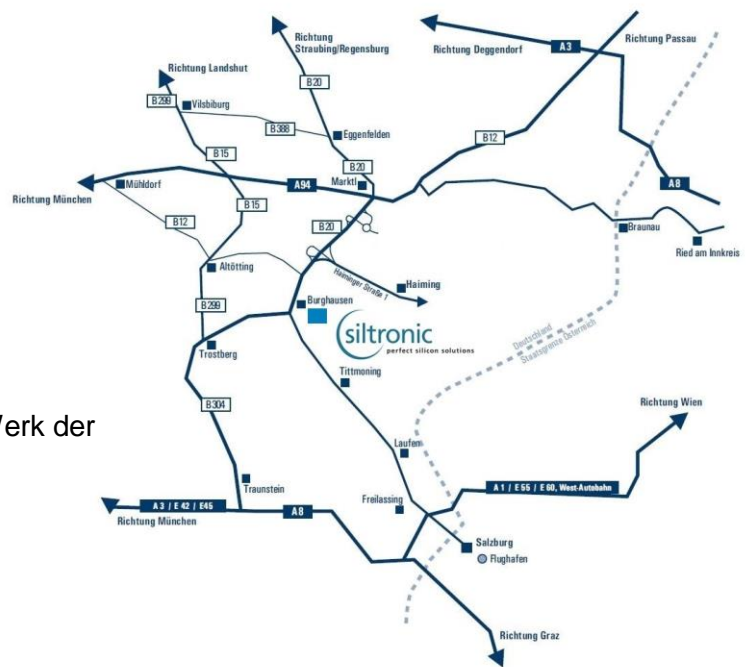 Richtung
Straubing/Regensburg
Richtung Deggendorf
A3
Richtung Passau
Richtung Landshut
B20
B299
Vilsbiburg
B388
Eggenfelden
B12
B15
B20
Marktl
A94
A8
Mühldorf
Richtung München
B15
B12
B20
Braunau
Ried am Innkreis
Altötting
Haiminger Straße 1
Haiming
B299
Burghausen
siltronic
perfect silicon solutions
Deutschland
Staatsgrenze Österreich
Trostberg
Tittmoning
B304
Werk der
Richtung Wien
Laufen
Traunstein
A 1 / E 55 / E 60, West-Autobahn
Freilassing
A 3 / E 42 / E45
A8
Richtung München
Salzburg
Flughafen
Richtung Graz